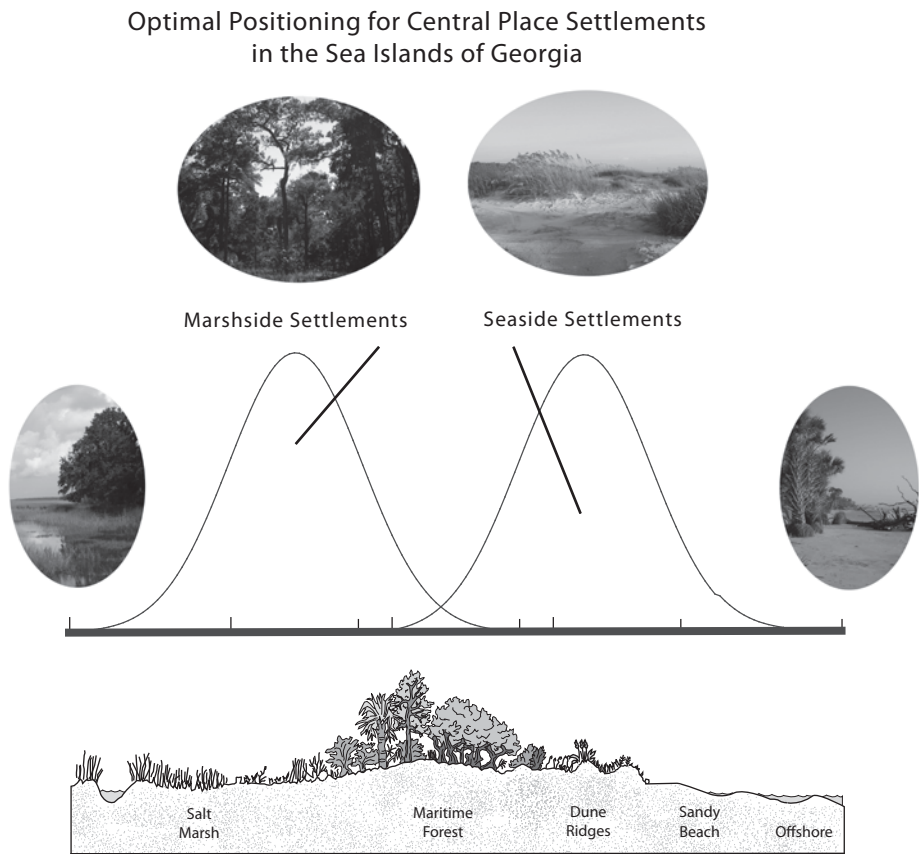 Optimal Positioning for Central Place Settlements
in the Sea Islands of Georgia
Marshside Settlements
Seaside Settlements
Salt
Marsh
Maritime
Forest
Dune
Ridges
Sandy
Beach
Offshore